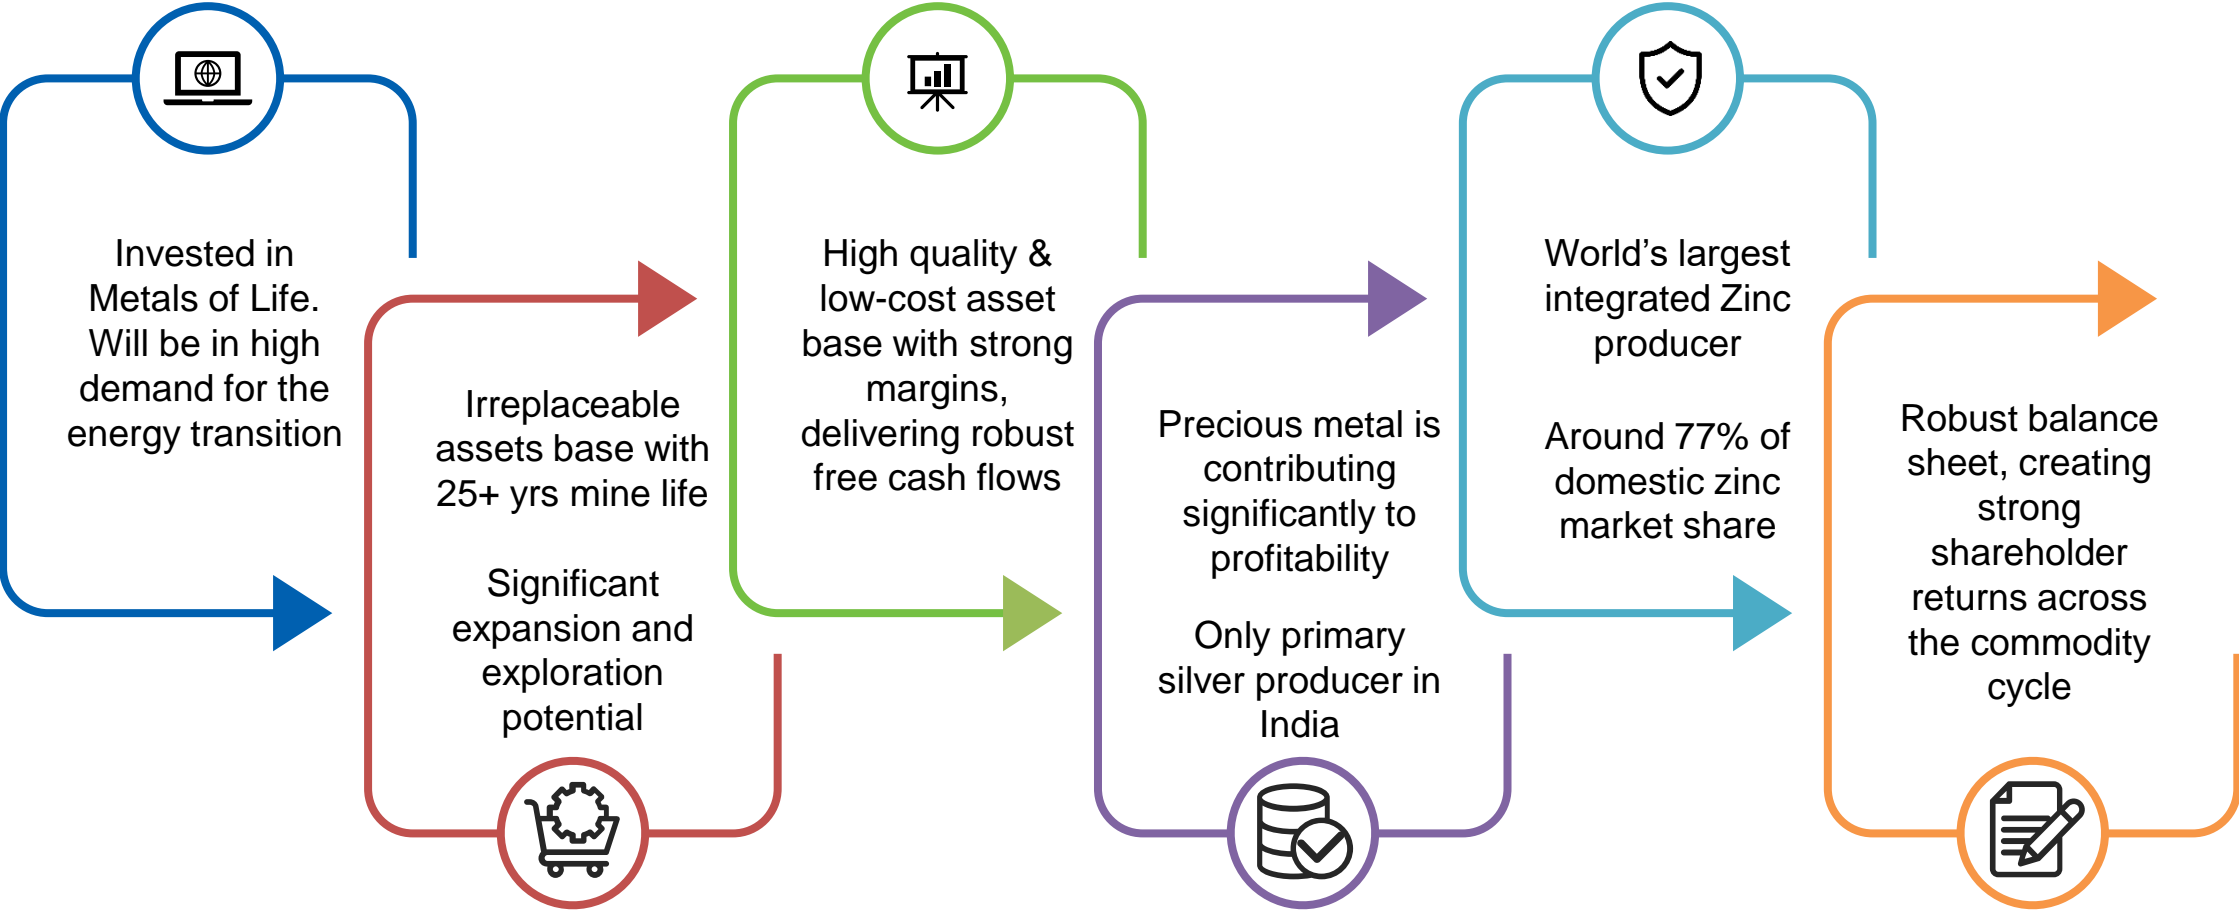 Invested in
Metals of Life.
Will be in high
demand for the
energy transition
Irreplaceable
assets base with
25+ yrs mine life
Significant
expansion and
exploration
potential
High quality &
low-cost asset
base with strong
margins,
delivering robust
free cash flows
Precious metal is
contributing
significantly to
profitability
Only primary
silver producer in
India
World’s largest
integrated Zinc
producer
Around 77% of
domestic zinc
market share
Robust balance
sheet, creating
strong
shareholder
returns across
the commodity
cycle